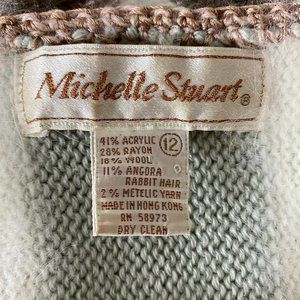 Michelle Stuart®
41% ACRYLIC
28% RAYON
18% WOOL
11% ANGORA
RABBIT HAIR
2% METELIC YARN
MADE IN HONG KONG
RN 58973
DRY CLEAN
12